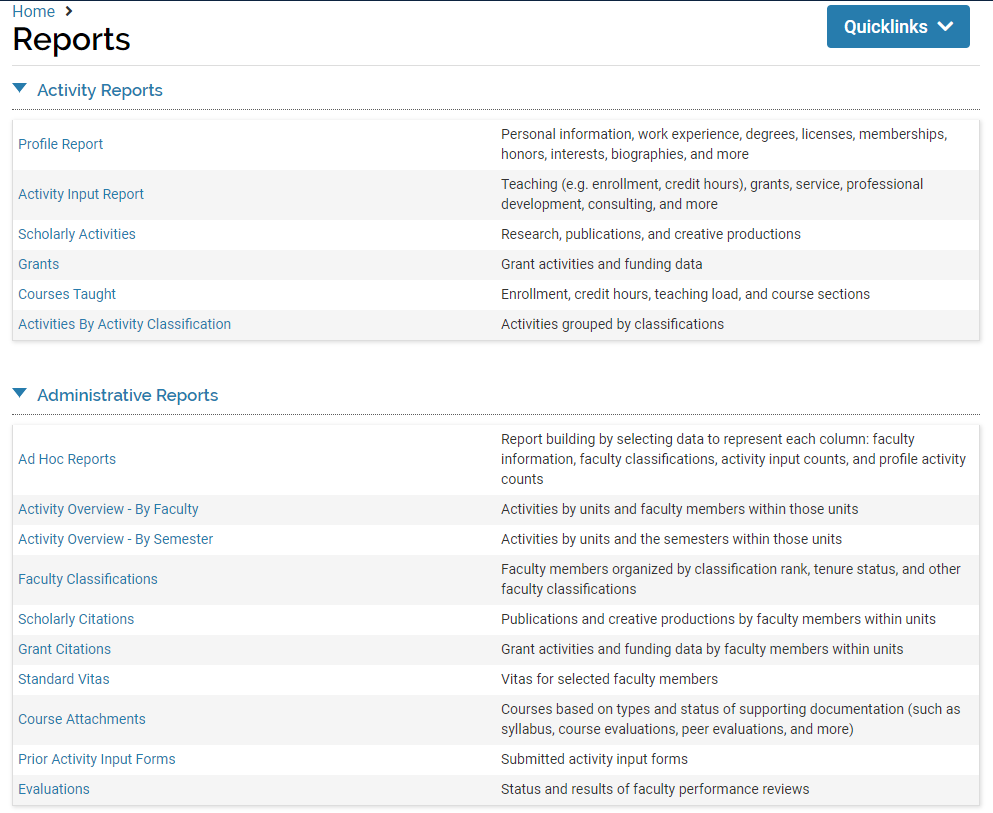 Home
Reports
Quicklinks
Activity Reports
Profile Report
Personal information, work experience, degrees, licenses, memberships,
honors, interests, biographies, and more
Activity Input Report
Teaching (e.g. enrollment, credit hours), grants, service, professional
development, consulting, and more
Scholarly Activities
Research, publications, and creative productions
Grants
Grant activities and funding data
Courses Taught
Enrollment, credit hours, teaching load, and course sections
Activities By Activity Classification
Activities grouped by classifications
Administrative Reports
Ad Hoc Reports
Report building by selecting data to represent each column: faculty
information, faculty classifications, activity input counts, and profile activity
counts
Activity Overview - By Faculty
Activities by units and faculty members within those units
Activity Overview - By Semester
Activities by units and the semesters within those units
Faculty Classifications
Faculty members organized by classification rank, tenure status, and other
faculty classifications
Scholarly Citations
Publications and creative productions by faculty members within units
Grant Citations
Grant activities and funding data by faculty members within units
Standard Vitas
Vitas for selected faculty members
Course Attachments
Courses based on types and status of supporting documentation (such as
syllabus, course evaluations, peer evaluations, and more)
Prior Activity Input Forms
Submitted activity input forms
Evaluations
Status and results of faculty performance reviews